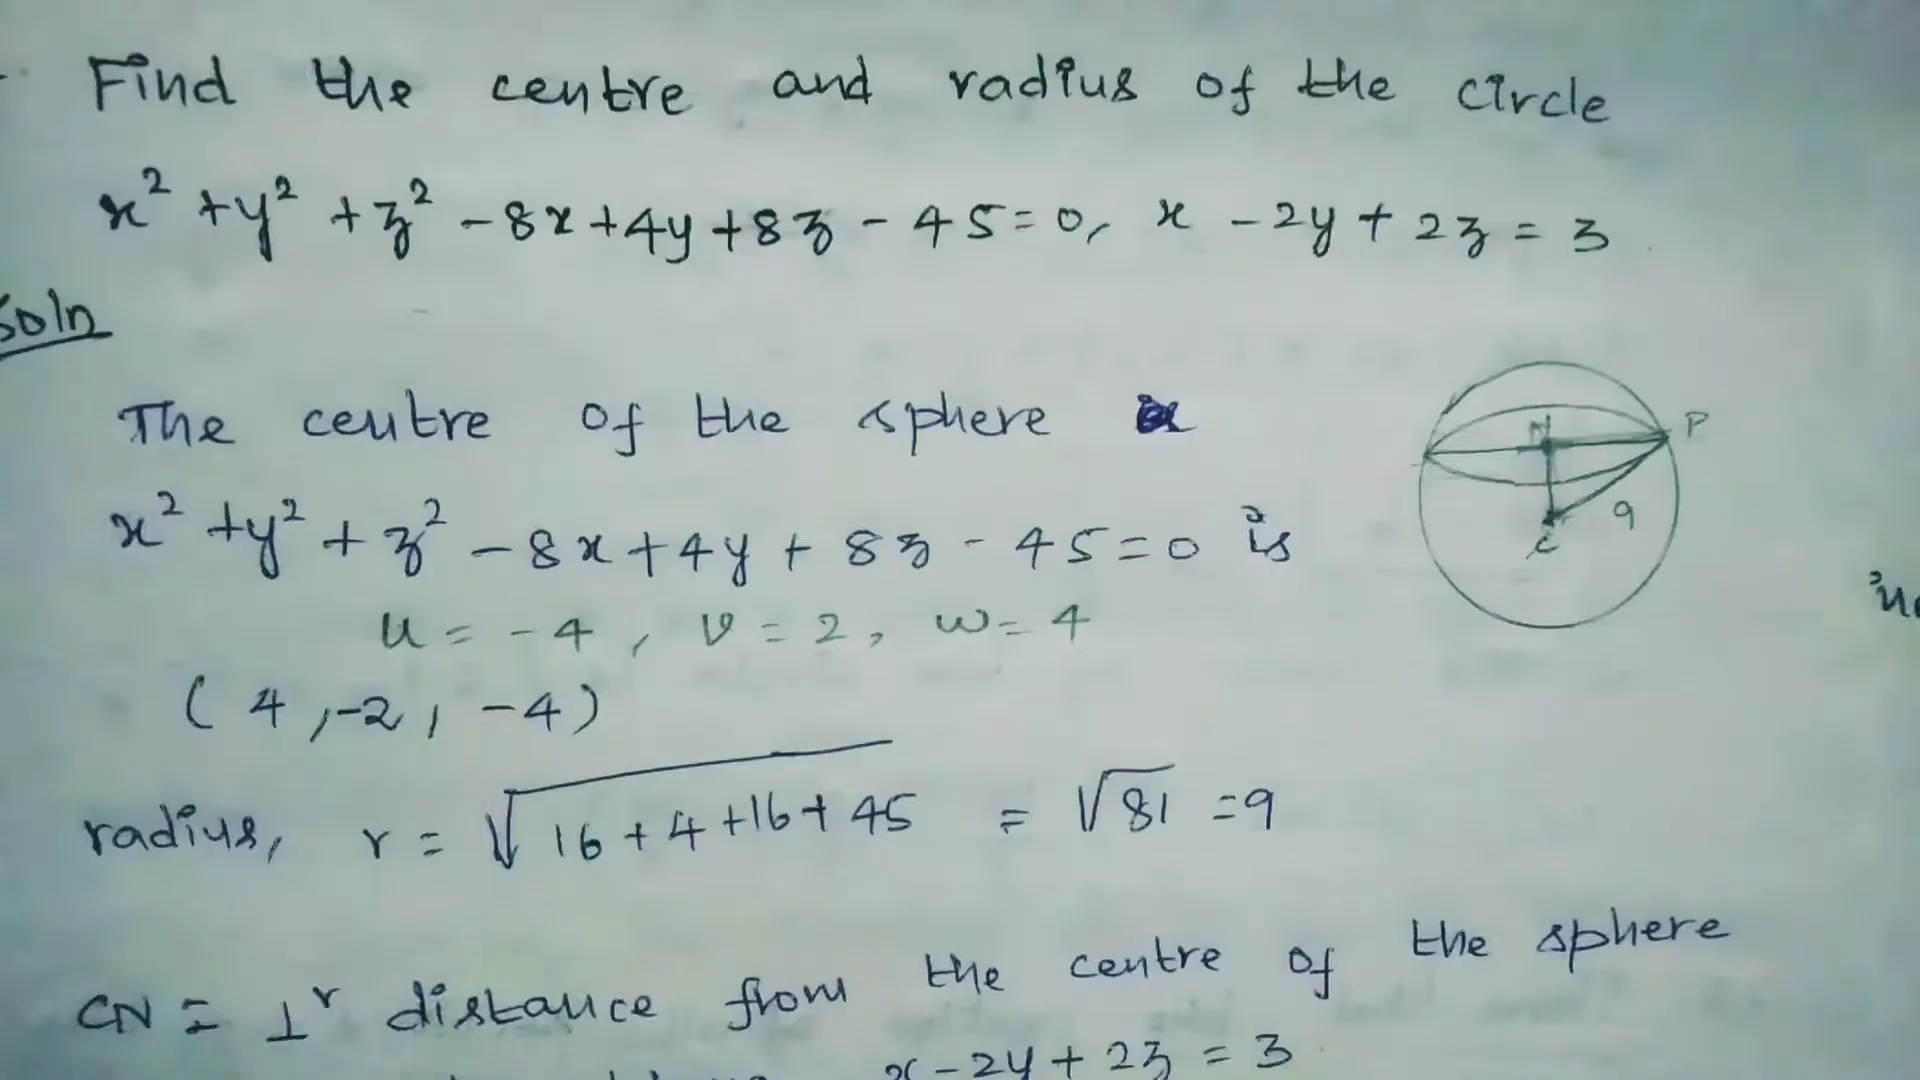 Find the centre and radius of the circle
x² + y² + z² - 8x + 4y + 8z - 45 = 0, x - 2y + 2z = 3
Soln
The centre of the sphere
x² + y² + z² - 8x + 4y + 8z - 45 = 0 is
u = -4, v = 2, w = 4
(4, -2, -4)
radius, r = √16 + 4 + 16 + 45 = √81 = 9
N
P
9
C
CN = ⊥ʳ distance from the centre of the sphere
x - 2y + 2z = 3